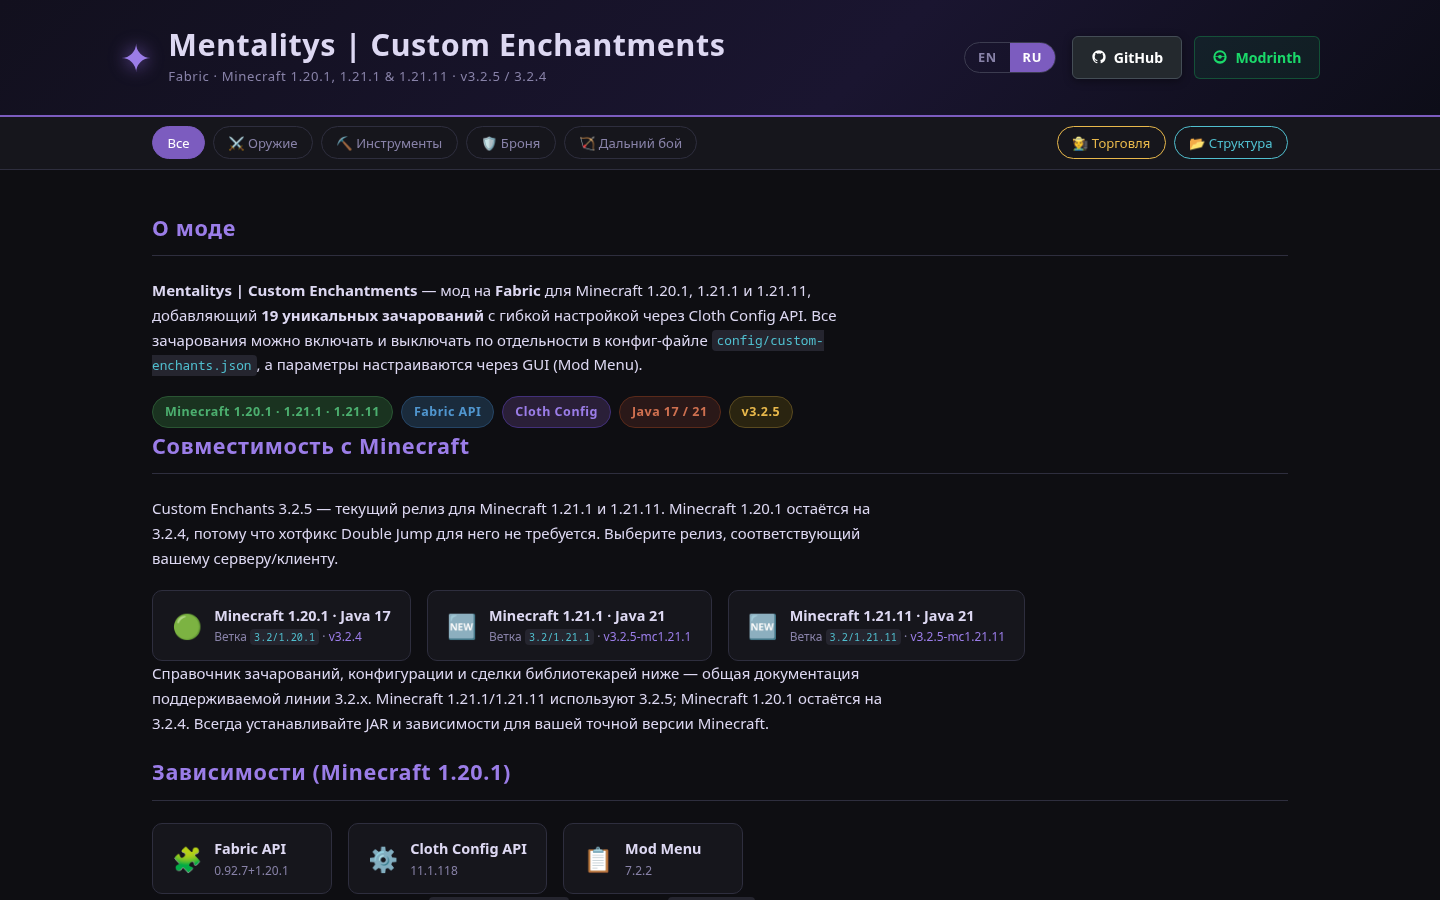 Mentalitys | Custom Enchantments
Fabric · Minecraft 1.20.1, 1.21.1 & 1.21.11 · v3.2.5 / 3.2.4
EN RU
GitHub
Modrinth
Все
⚔️ Оружие
⛏️ Инструменты
🛡️ Броня
🏹 Дальний бой
🧑‍🌾 Торговля
📂 Структура
О моде
Mentalitys | Custom Enchantments — мод на Fabric для Minecraft 1.20.1, 1.21.1 и 1.21.11,
добавляющий 19 уникальных зачарований с гибкой настройкой через Cloth Config API. Все
зачарования можно включать и выключать по отдельности в конфиг-файле config/custom-
enchants.json, а параметры настраиваются через GUI (Mod Menu).
Minecraft 1.20.1 · 1.21.1 · 1.21.11
Fabric API
Cloth Config
Java 17 / 21
v3.2.5
Совместимость с Minecraft
Custom Enchants 3.2.5 — текущий релиз для Minecraft 1.21.1 и 1.21.11. Minecraft 1.20.1 остаётся на
3.2.4, потому что хотфикс Double Jump для него не требуется. Выберите релиз, соответствующий
вашему серверу/клиенту.
Minecraft 1.20.1 · Java 17
Ветка 3.2/1.20.1 · v3.2.4
🆕 Minecraft 1.21.1 · Java 21
Ветка 3.2/1.21.1 · v3.2.5-mc1.21.1
🆕 Minecraft 1.21.11 · Java 21
Ветка 3.2/1.21.11 · v3.2.5-mc1.21.11
Справочник зачарований, конфигурации и сделки библиотекарей ниже — общая документация
поддерживаемой линии 3.2.x. Minecraft 1.21.1/1.21.11 используют 3.2.5; Minecraft 1.20.1 остаётся на
3.2.4. Всегда устанавливайте JAR и зависимости для вашей точной версии Minecraft.
Зависимости (Minecraft 1.20.1)
Fabric API
0.92.7+1.20.1
Cloth Config API
11.1.118
Mod Menu
7.2.2